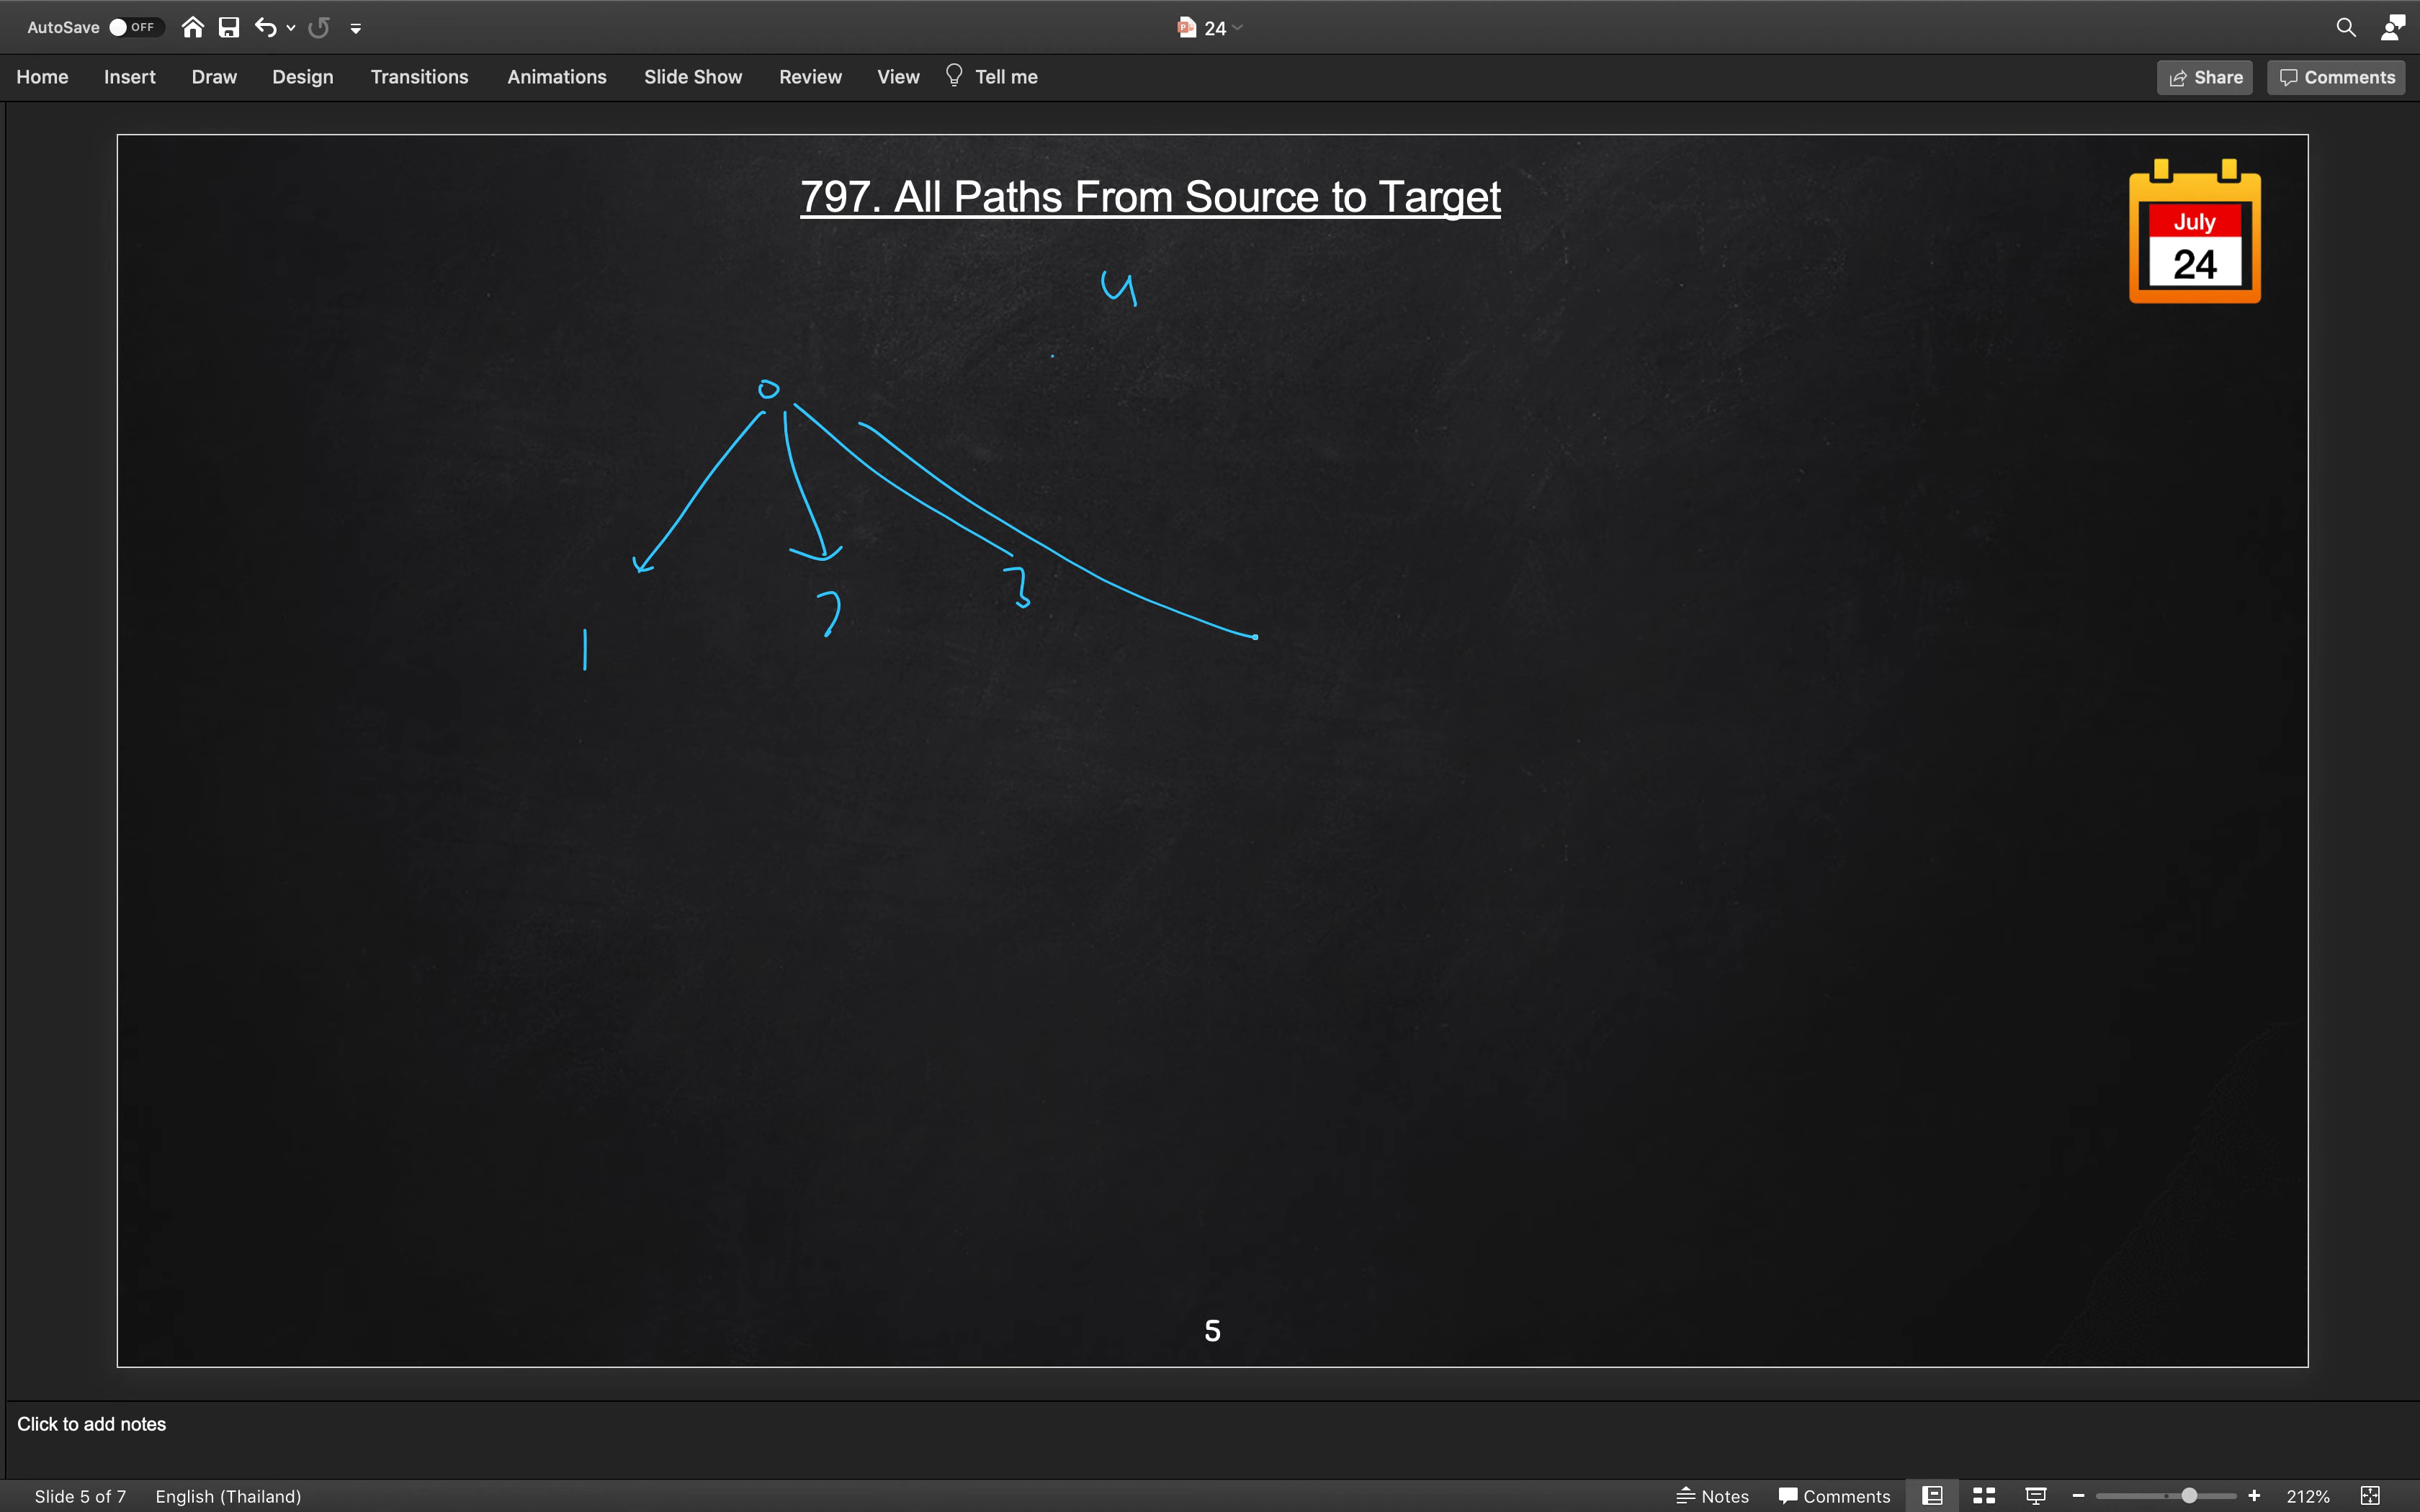 AutoSave OFF 24
Home Insert Draw Design Transitions Animations Slide Show Review View Tell me Share Comments
797. All Paths From Source to Target
July
24
4
0
1
2
3
5
Click to add notes
Slide 5 of 7 English (Thailand) Notes Comments 212%